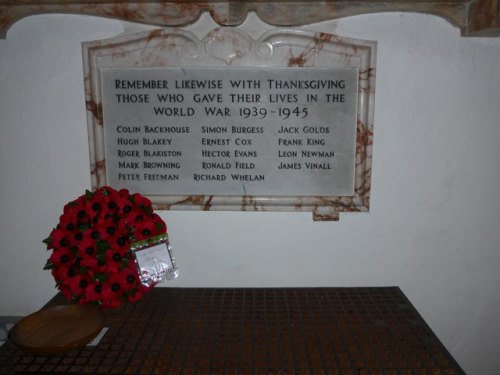 Remember likewise with Thanksgiving
those who gave their lives in the
World War 1939-1945
Colin Backhouse Simon Burgess Jack Golds
Hugh Blakey Ernest Cox Frank King
Roger Blakiston Hector Evans Leon Newman
Mark Browning Ronald Field James Vinall
Peter Freeman Richard Whelan